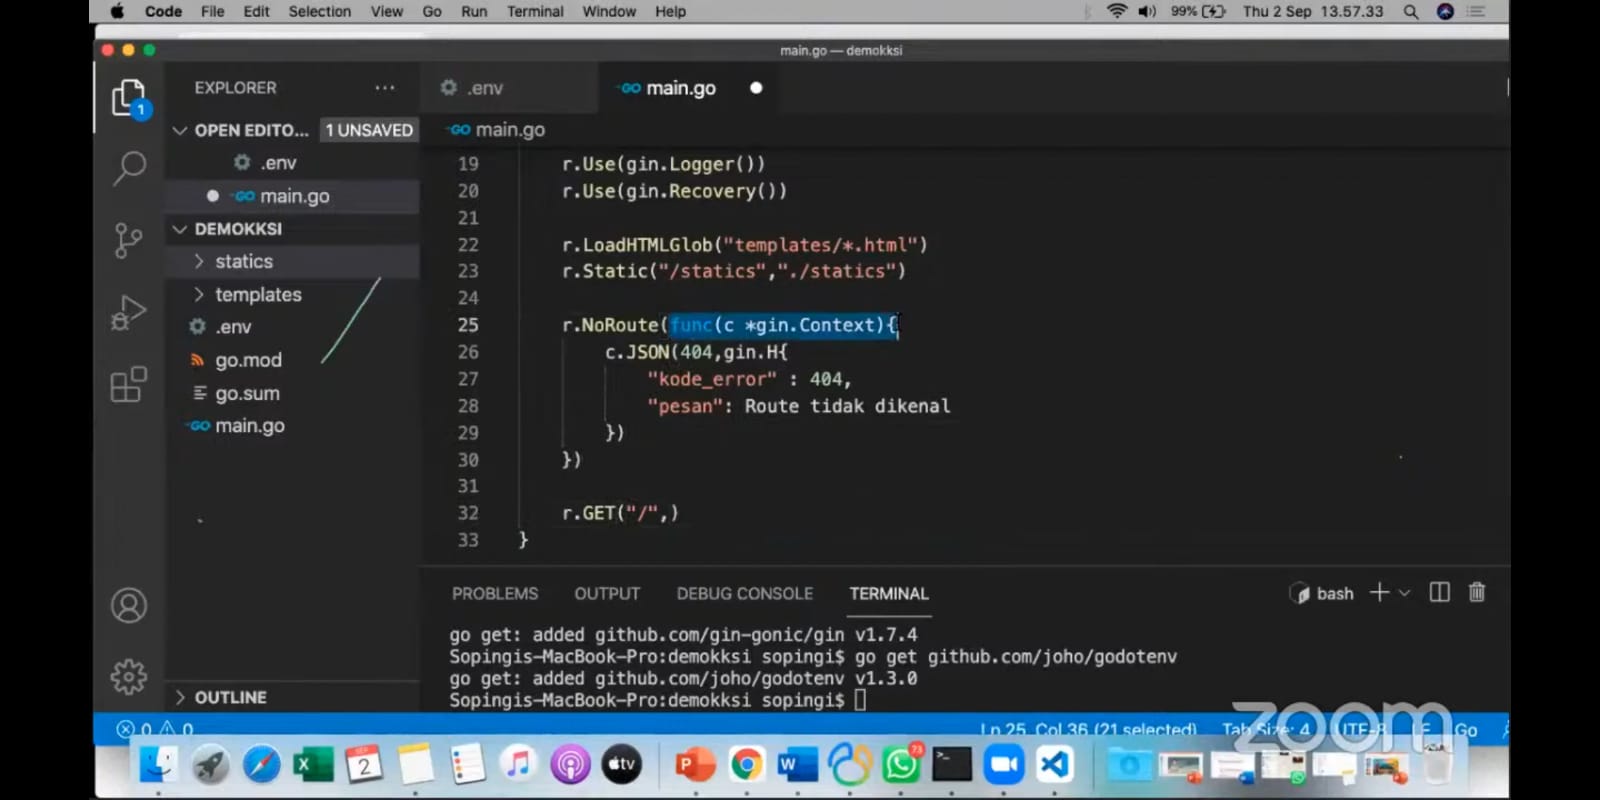 Code File Edit Selection View Go Run Terminal Window Help 99% Thu 2 Sep 13.57.33
main.go — demokksi
EXPLORER ···
.env
main.go
1
OPEN EDITO... 1 UNSAVED
main.go
.env
main.go
DEMOKKSI
statics
templates
.env
go.mod
go.sum
main.go
OUTLINE
19 r.Use(gin.Logger())
20 r.Use(gin.Recovery())
21
22 r.LoadHTMLGlob("templates/*.html")
23 r.Static("/statics","./statics")
24
25 r.NoRoute(func(c *gin.Context){
26 c.JSON(404,gin.H{
27 "kode_error" : 404,
28 "pesan": Route tidak dikenal
29 })
30 })
31
32 r.GET("/",)
33 }
PROBLEMS OUTPUT DEBUG CONSOLE TERMINAL bash
go get: added github.com/gin-gonic/gin v1.7.4
Sopingis-MacBook-Pro:demokksi sopingi$ go get github.com/joho/godotenv
go get: added github.com/joho/godotenv v1.3.0
Sopingis-MacBook-Pro:demokksi sopingi$
0 0 Ln 25, Col 36 (21 selected) Tab Size: 4 UTF-8 Go
zoom
SEP
2
tv
73